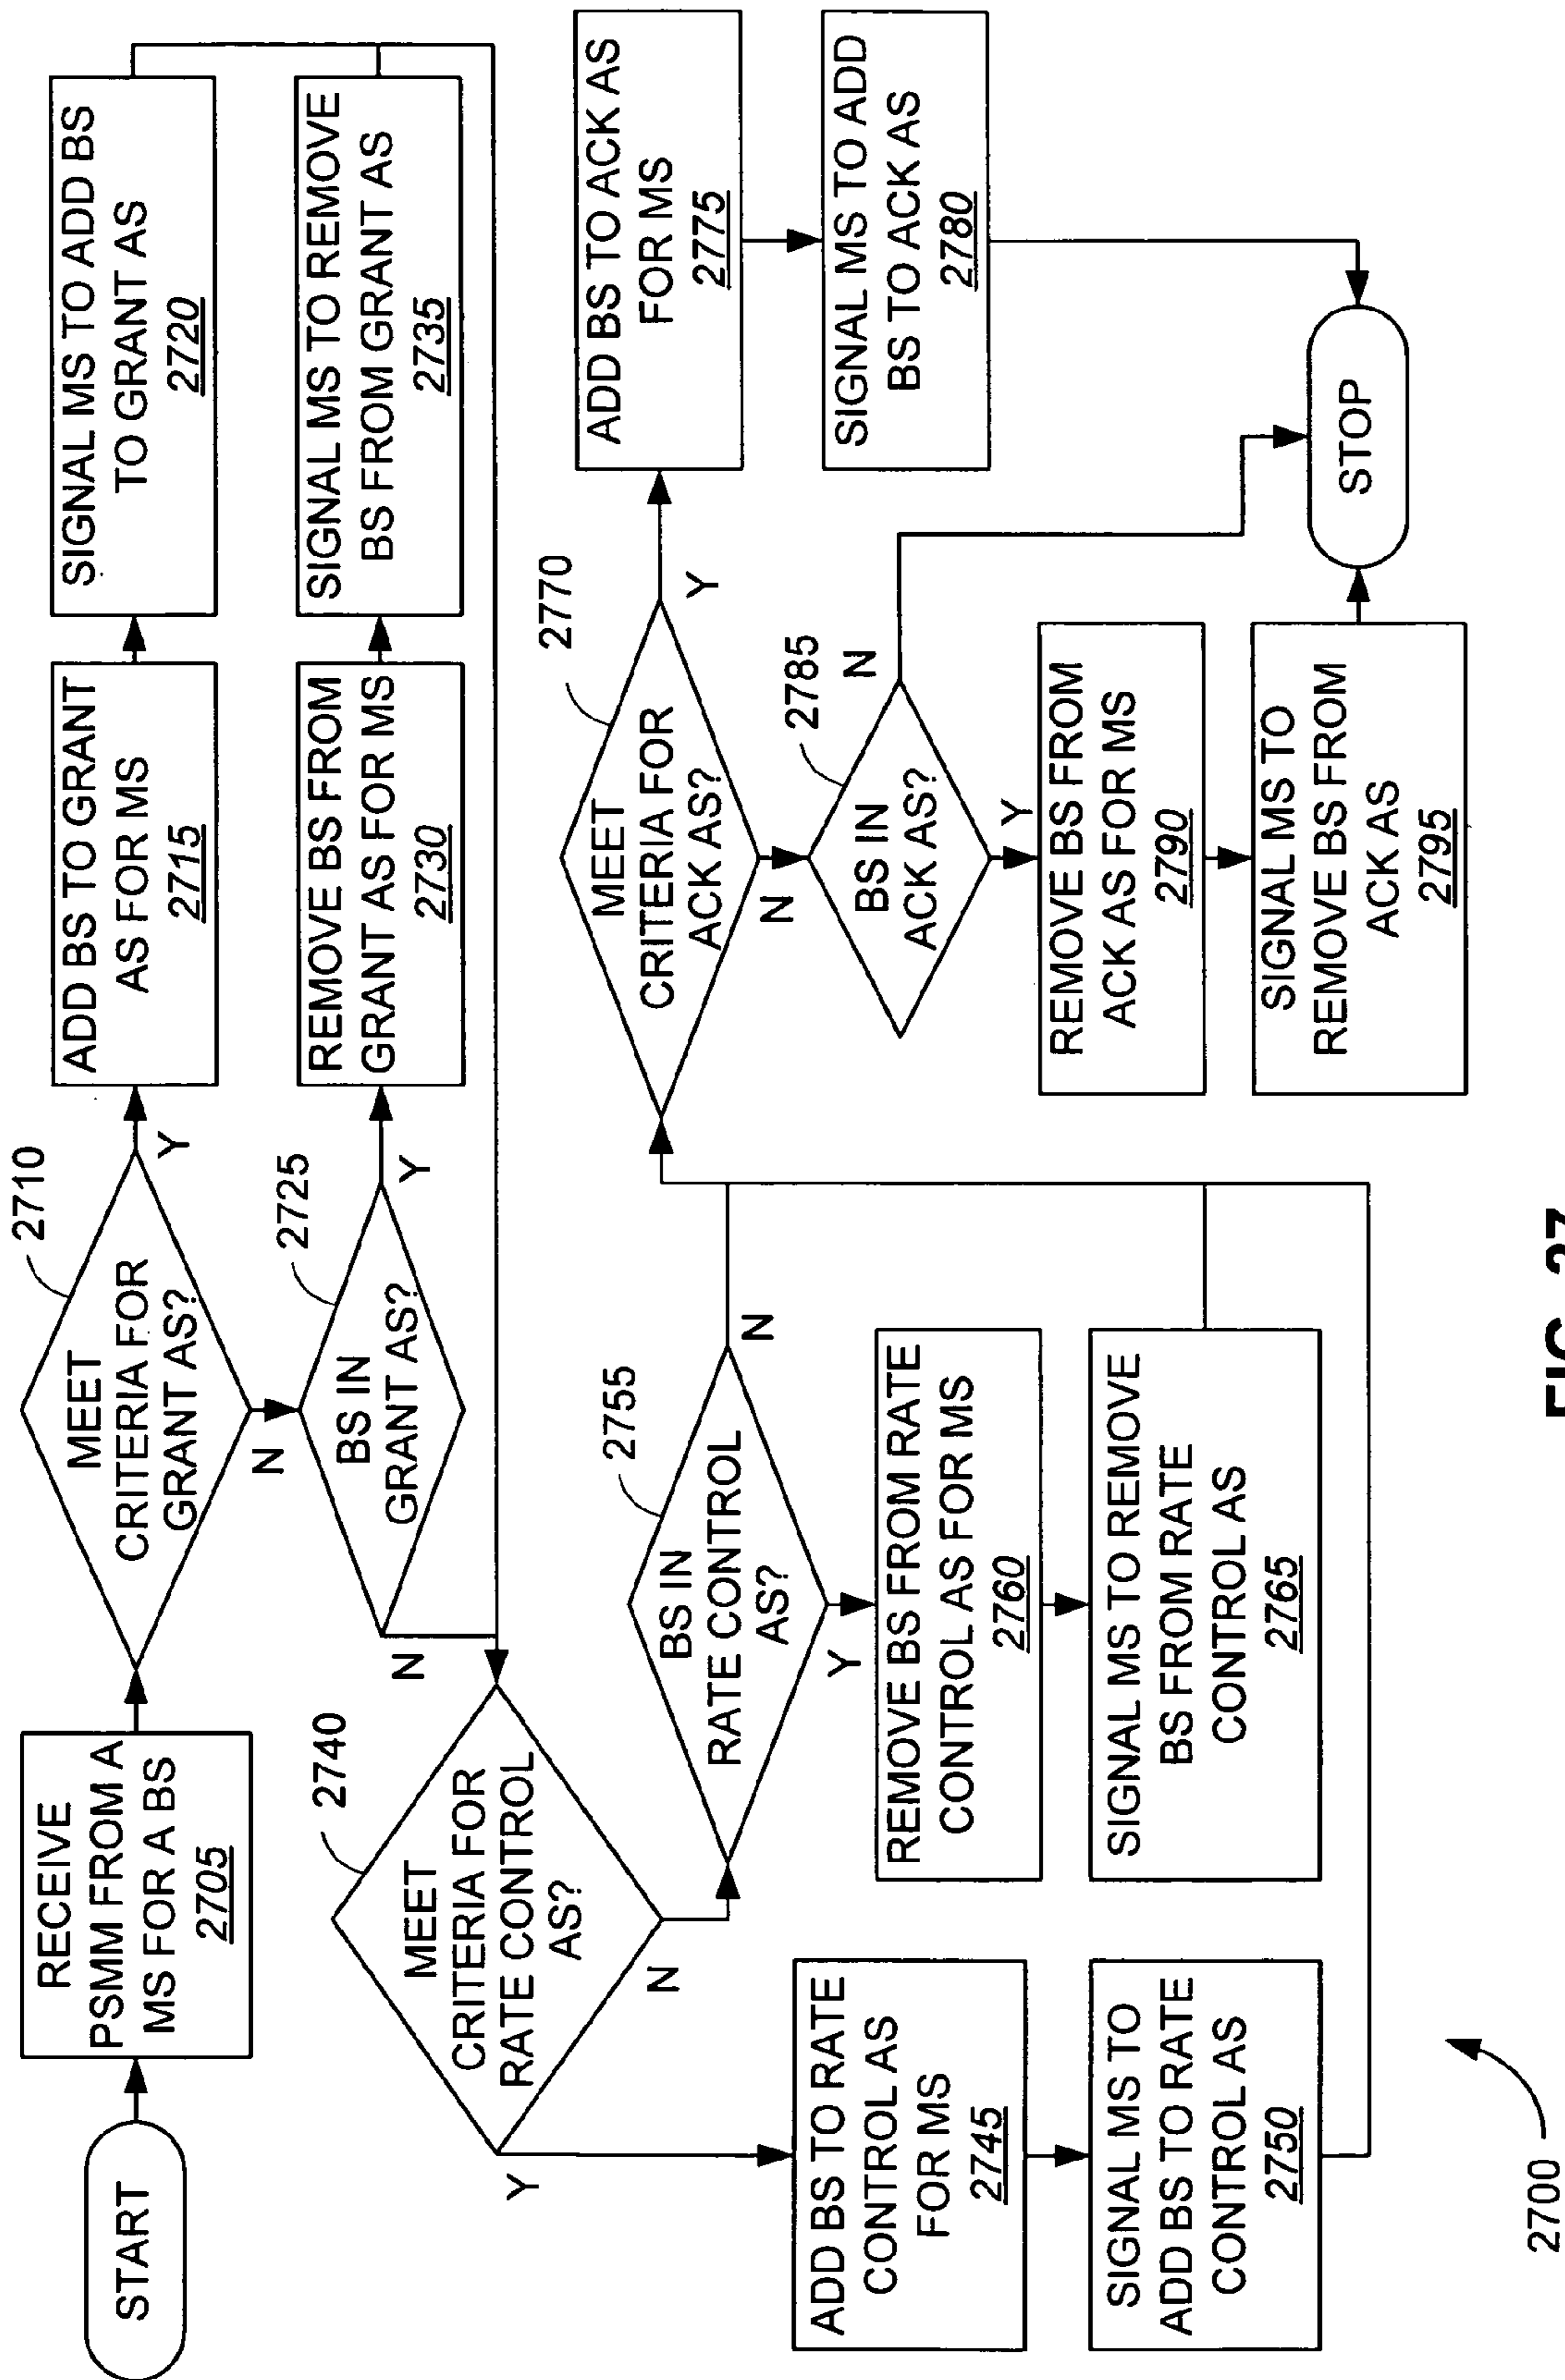 START
RECEIVE
PSMM FROM A
MS FOR A BS
2705
2710
MEET
CRITERIA FOR
GRANT AS?
Y
N
ADD BS TO GRANT
AS FOR MS
2715
SIGNAL MS TO ADD BS
TO GRANT AS
2720
2725
BS IN
GRANT AS?
Y
N
REMOVE BS FROM
GRANT AS FOR MS
2730
SIGNAL MS TO REMOVE
BS FROM GRANT AS
2735
2740
MEET
CRITERIA FOR
RATE CONTROL
AS?
Y
N
ADD BS TO RATE
CONTROL AS
FOR MS
2745
SIGNAL MS TO
ADD BS TO RATE
CONTROL AS
2750
2755
BS IN
RATE CONTROL
AS?
N
Y
REMOVE BS FROM RATE
CONTROL AS FOR MS
2760
SIGNAL MS TO REMOVE
BS FROM RATE
CONTROL AS
2765
2770
MEET
CRITERIA FOR
ACK AS?
Y
N
ADD BS TO ACK AS
FOR MS
2775
SIGNAL MS TO ADD
BS TO ACK AS
2780
2785
BS IN
ACK AS?
N
Y
REMOVE BS FROM
ACK AS FOR MS
2790
SIGNAL MS TO
REMOVE BS FROM
ACK AS
2795
STOP
2700
FIG. 27